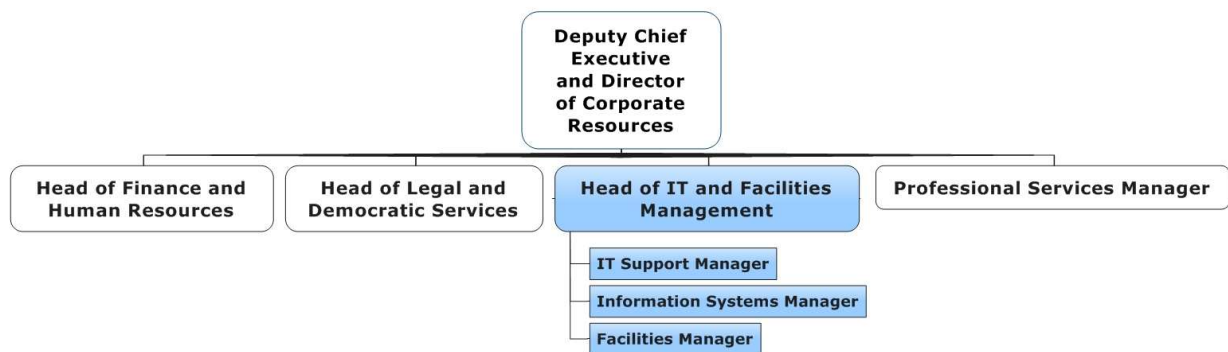 Deputy Chief
Executive
and Director
of Corporate
Resources
Head of Finance and
Human Resources
Head of Legal and
Democratic Services
Head of IT and Facilities
Management
Professional Services Manager
IT Support Manager
Information Systems Manager
Facilities Manager